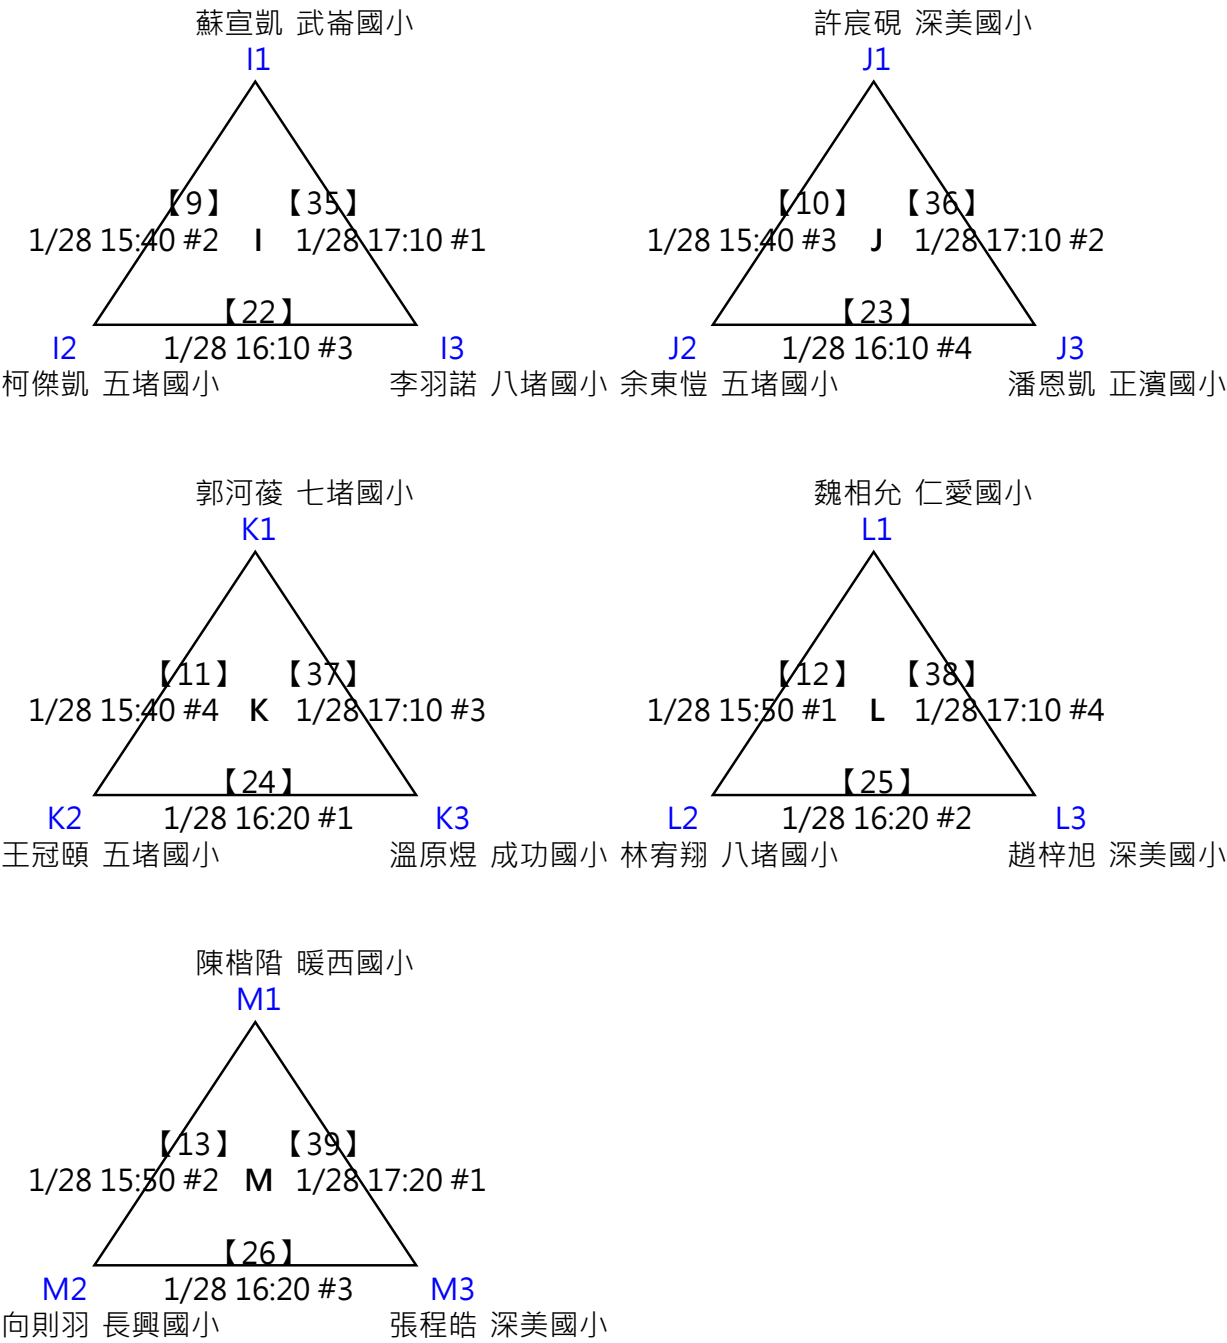 蘇宣凱 武崙國小
I1
【9】 【35】
1/28 15:40 #2 I 1/28 17:10 #1
【22】
I2 1/28 16:10 #3 I3
柯傑凱 五堵國小 李羽諾 八堵國小
許宸硯 深美國小
J1
【10】 【36】
1/28 15:40 #3 J 1/28 17:10 #2
【23】
J2 1/28 16:10 #4 J3
余東愷 五堵國小 潘恩凱 正濱國小
郭河葰 七堵國小
K1
【11】 【37】
1/28 15:40 #4 K 1/28 17:10 #3
【24】
K2 1/28 16:20 #1 K3
王冠頤 五堵國小 溫原煜 成功國小
魏相允 仁愛國小
L1
【12】 【38】
1/28 15:50 #1 L 1/28 17:10 #4
【25】
L2 1/28 16:20 #2 L3
林宥翔 八堵國小 趙梓旭 深美國小
陳楷階 暖西國小
M1
【13】 【39】
1/28 15:50 #2 M 1/28 17:20 #1
【26】
M2 1/28 16:20 #3 M3
向則羽 長興國小 張程皓 深美國小